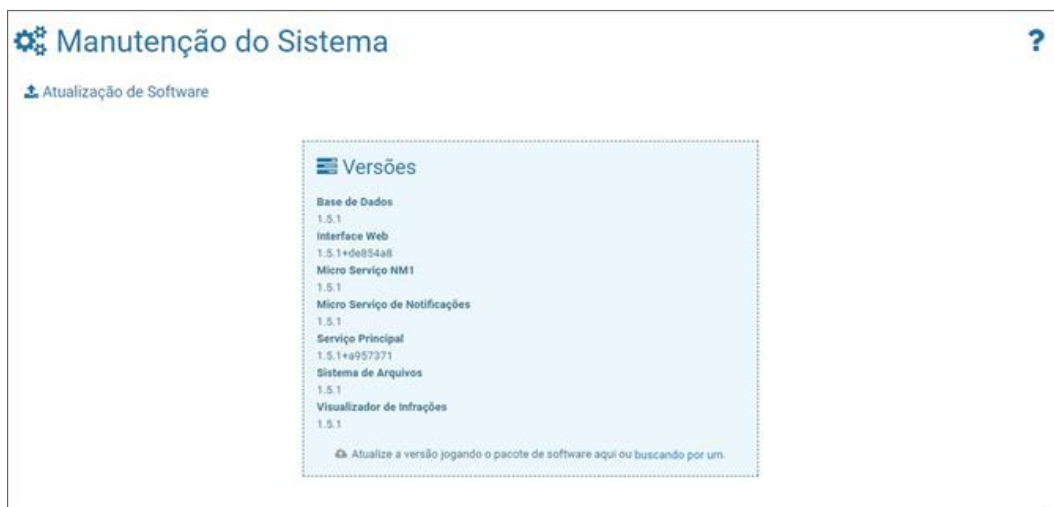 Manutenção do Sistema
?
Atualização de Software
Versões
Base de Dados
1.5.1
Interface Web
1.5.1+de854a8
Micro Serviço NM1
1.5.1
Micro Serviço de Notificações
1.5.1
Serviço Principal
1.5.1+a957371
Sistema de Arquivos
1.5.1
Visualizador de Infrações
1.5.1
Atualize a versão jogando o pacote de software aqui ou buscando por um.